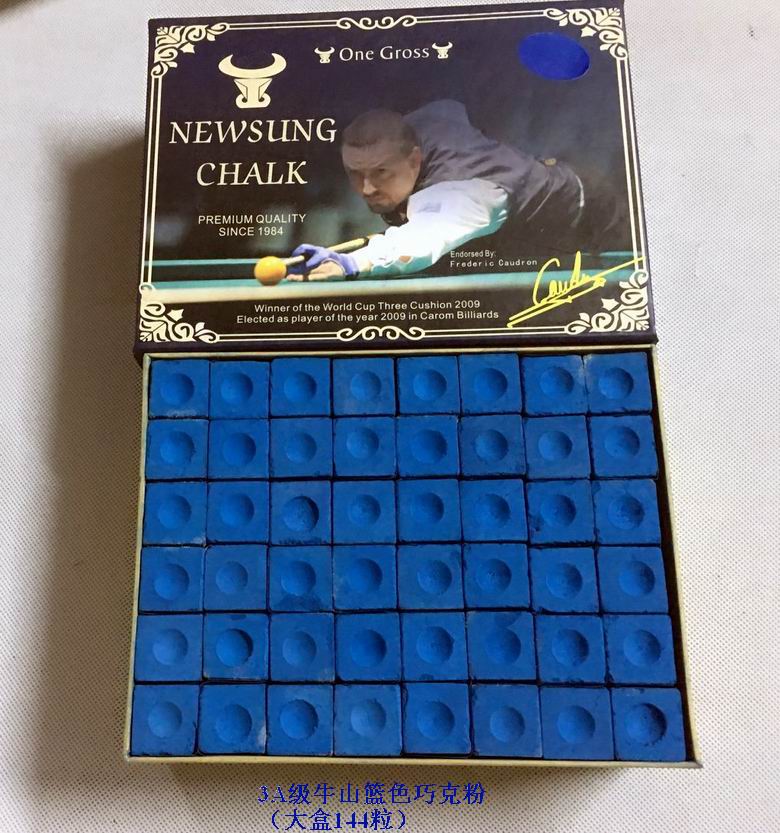 One Gross
NEWSUNG
CHALK
PREMIUM QUALITY
SINCE 1984
Endorsed By:
Frederic Caudron
Winner of the World Cup Three Cushion 2009
Elected as player of the year 2009 in Carom Billiards
3A级牛山篮色巧克粉
（大盒144粒）